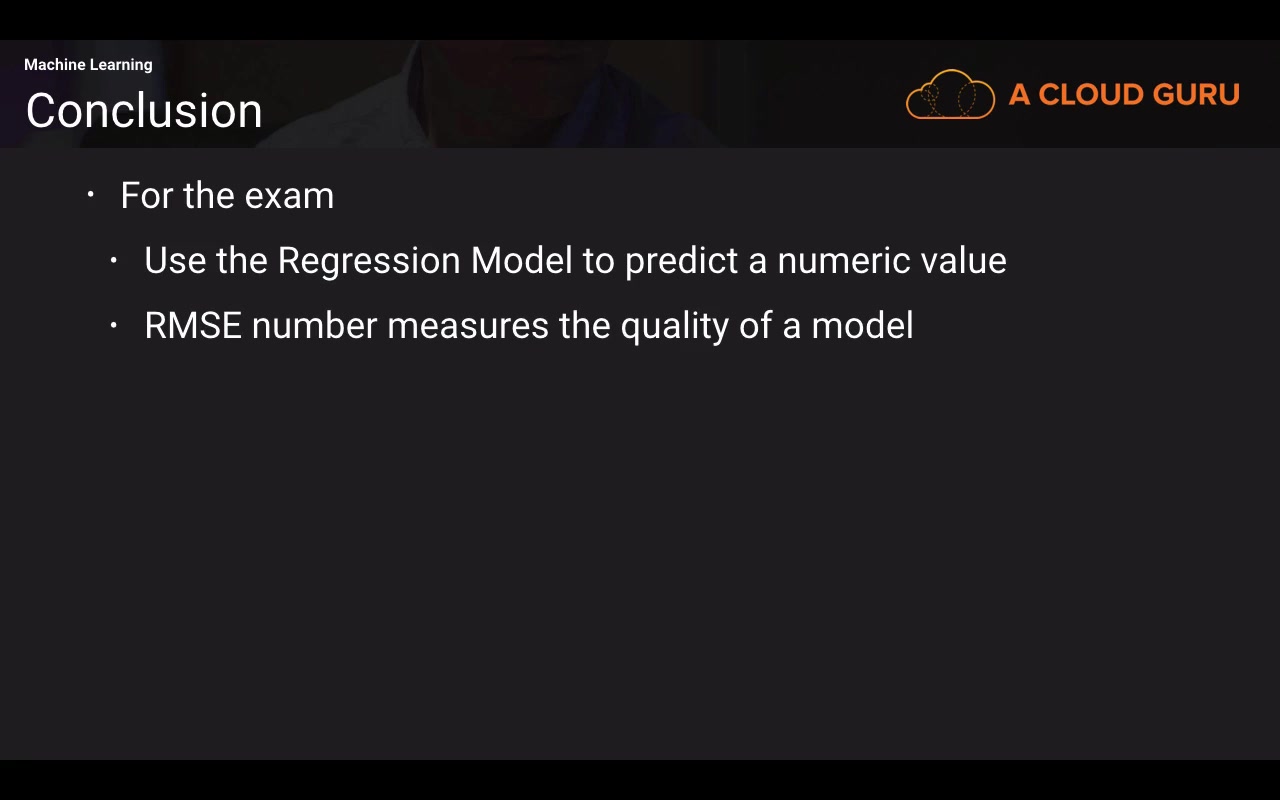 Machine Learning
Conclusion
A CLOUD GURU
• For the exam
• Use the Regression Model to predict a numeric value
• RMSE number measures the quality of a model